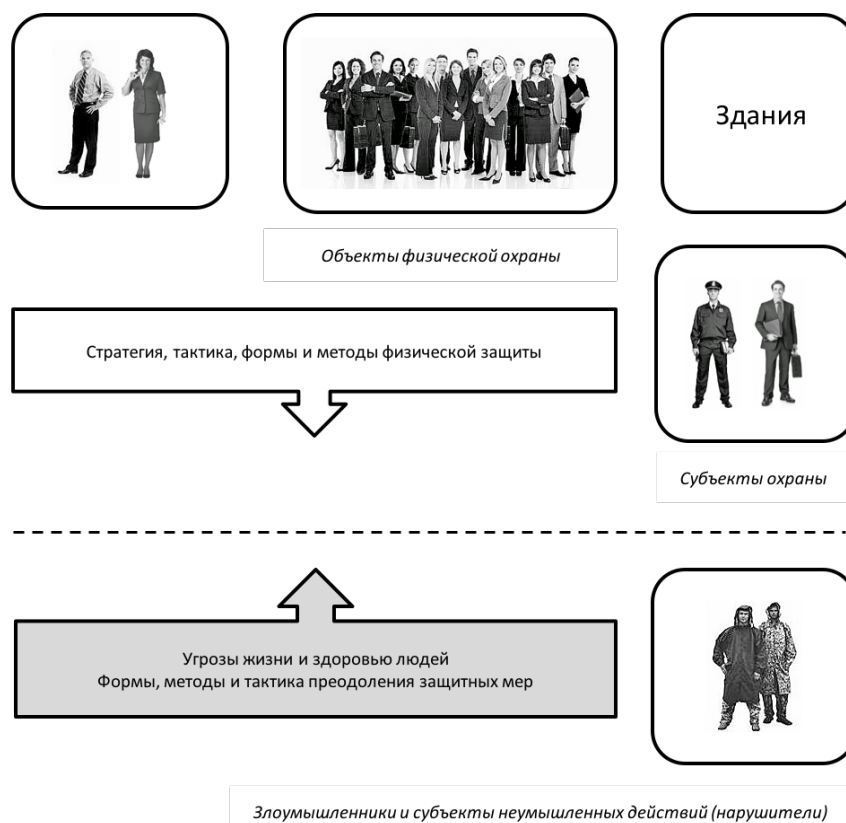 Здания
Объекты физической охраны
Стратегия, тактика, формы и методы физической защиты
Субъекты охраны
Угрозы жизни и здоровью людей
Формы, методы и тактика преодоления защитных мер
Злоумышленники и субъекты неумышленных действий (нарушители)